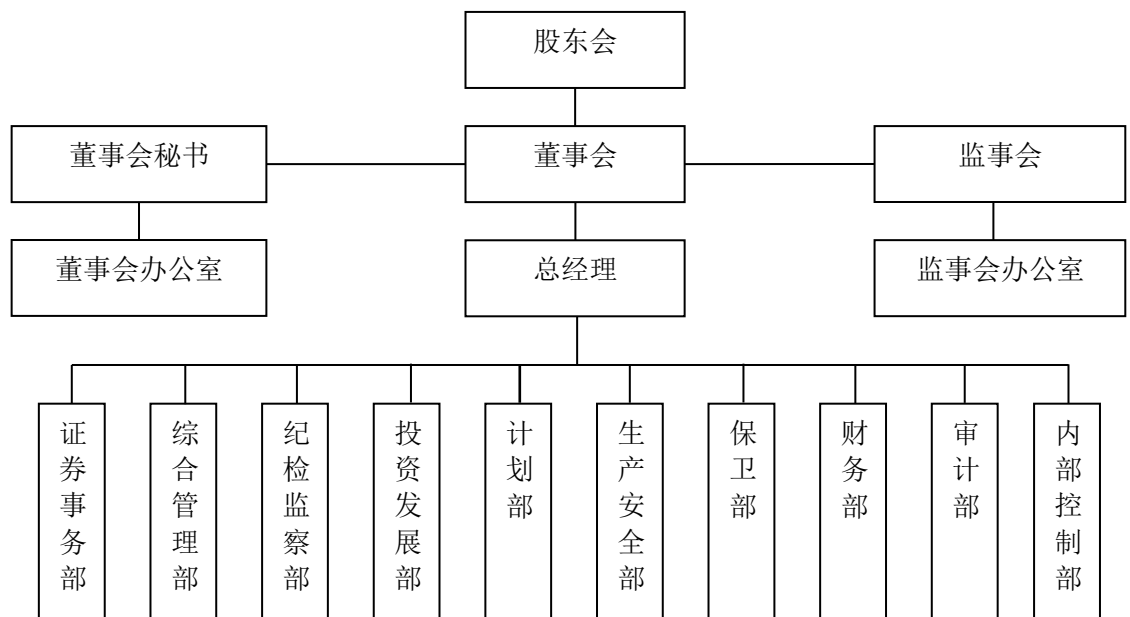 股东会
董事会秘书
董事会
监事会
董事会办公室
总经理
监事会办公室
证券事务部
综合管理部
纪检监察部
投资发展部
计划部
生产安全部
保卫部
财务部
审计部
内部控制部